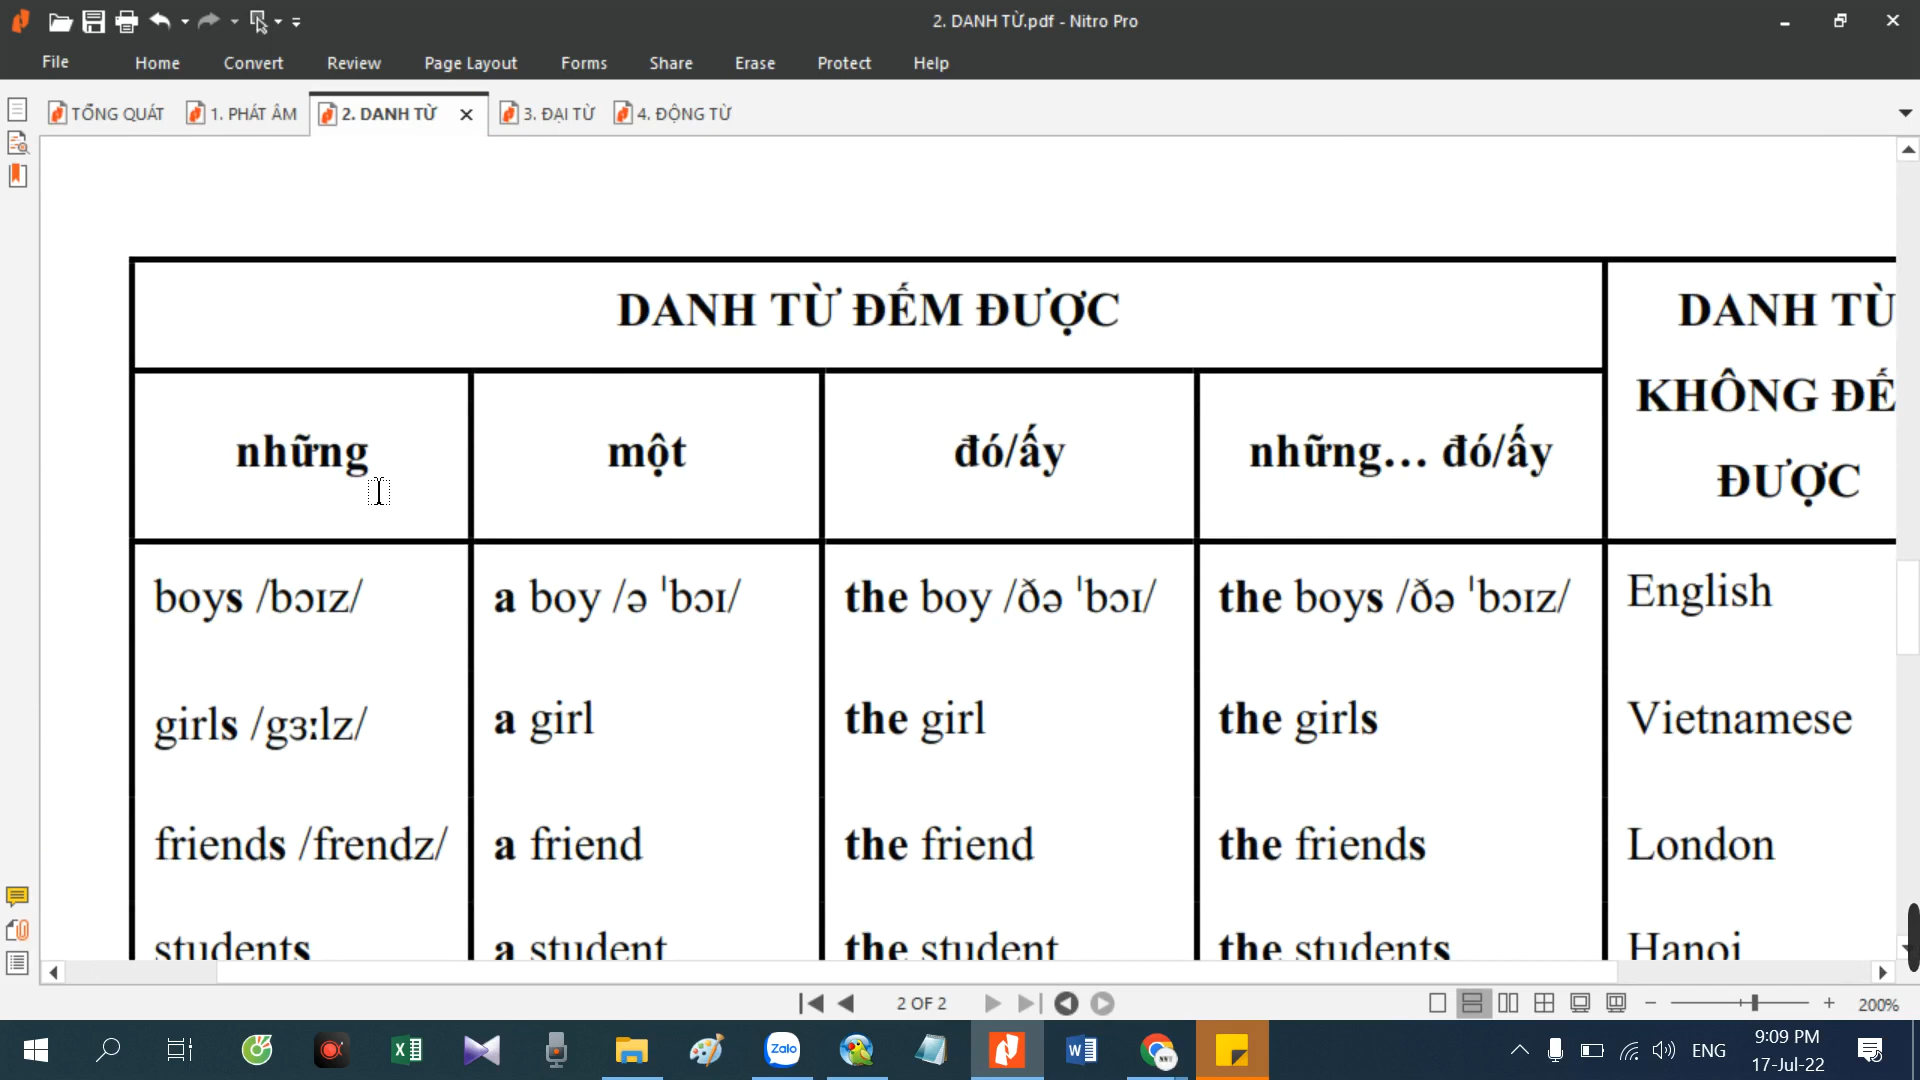 2. DANH TỪ.pdf - Nitro Pro
File Home Convert Review Page Layout Forms Share Erase Protect Help
TỔNG QUÁT 1. PHÁT ÂM 2. DANH TỪ 3. ĐẠI TỪ 4. ĐỘNG TỪ
DANH TỪ ĐẾM ĐƯỢC
DANH TỪ
KHÔNG ĐẾ
ĐƯỢC
những một đó/ấy những... đó/ấy
boys /bɔɪz/ a boy /ə ˈbɔɪ/ the boy /ðə ˈbɔɪ/ the boys /ðə ˈbɔɪz/ English
girls /gɜːlz/ a girl the girl the girls Vietnamese
friends /frendz/ a friend the friend the friends London
students a student the student the students Hanoi
2 OF 2
200%
Zalo
ENG
9:09 PM
17-Jul-22